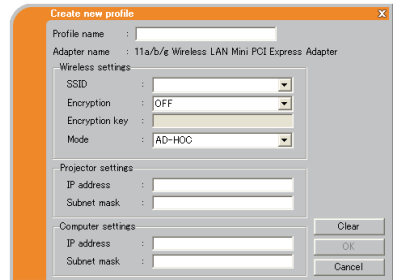 Create new profile X
Profile name :
Adapter name : 11a/b/g Wireless LAN Mini PCI Express Adapter
Wireless settings
SSID :
Encryption : OFF
Encryption key :
Mode : AD-HOC
Projector settings
IP address :
Subnet mask :
Computer settings
Clear
IP address :
OK
Subnet mask :
Cancel